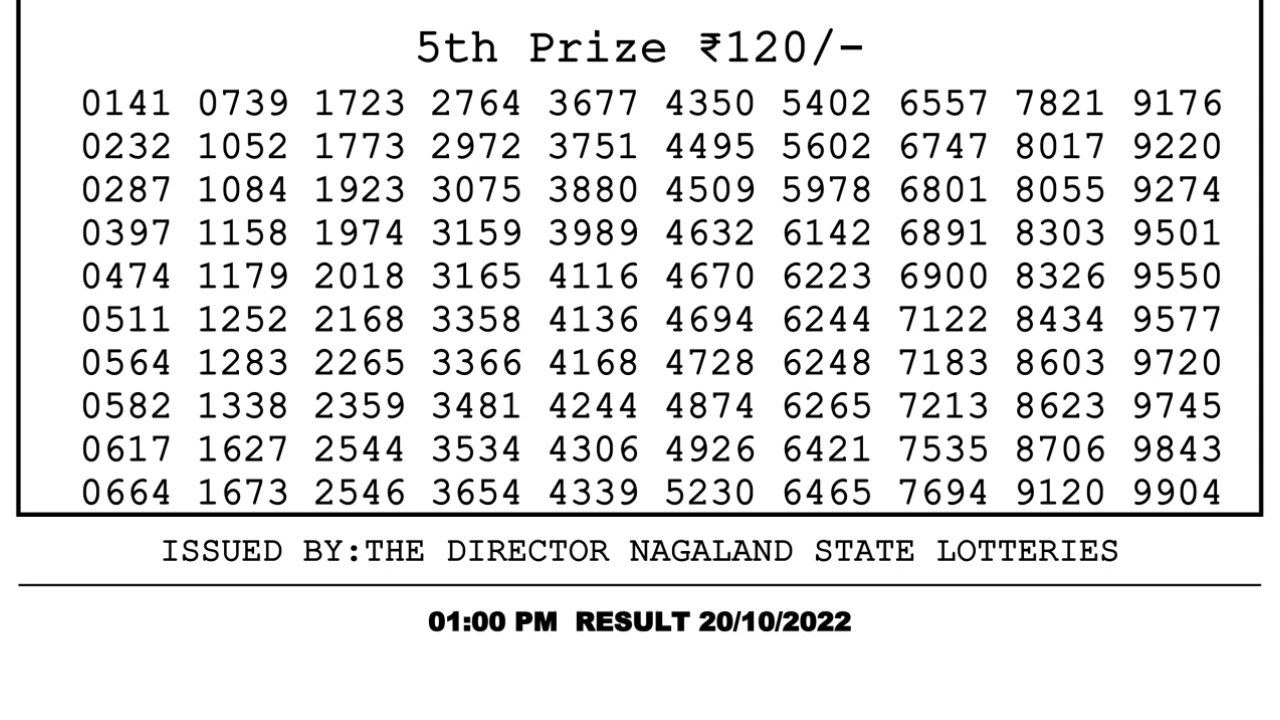 5th Prize ₹120/-
0141 0739 1723 2764 3677 4350 5402 6557 7821 9176
0232 1052 1773 2972 3751 4495 5602 6747 8017 9220
0287 1084 1923 3075 3880 4509 5978 6801 8055 9274
0397 1158 1974 3159 3989 4632 6142 6891 8303 9501
0474 1179 2018 3165 4116 4670 6223 6900 8326 9550
0511 1252 2168 3358 4136 4694 6244 7122 8434 9577
0564 1283 2265 3366 4168 4728 6248 7183 8603 9720
0582 1338 2359 3481 4244 4874 6265 7213 8623 9745
0617 1627 2544 3534 4306 4926 6421 7535 8706 9843
0664 1673 2546 3654 4339 5230 6465 7694 9120 9904
ISSUED BY:THE DIRECTOR NAGALAND STATE LOTTERIES
01:00 PM RESULT 20/10/2022